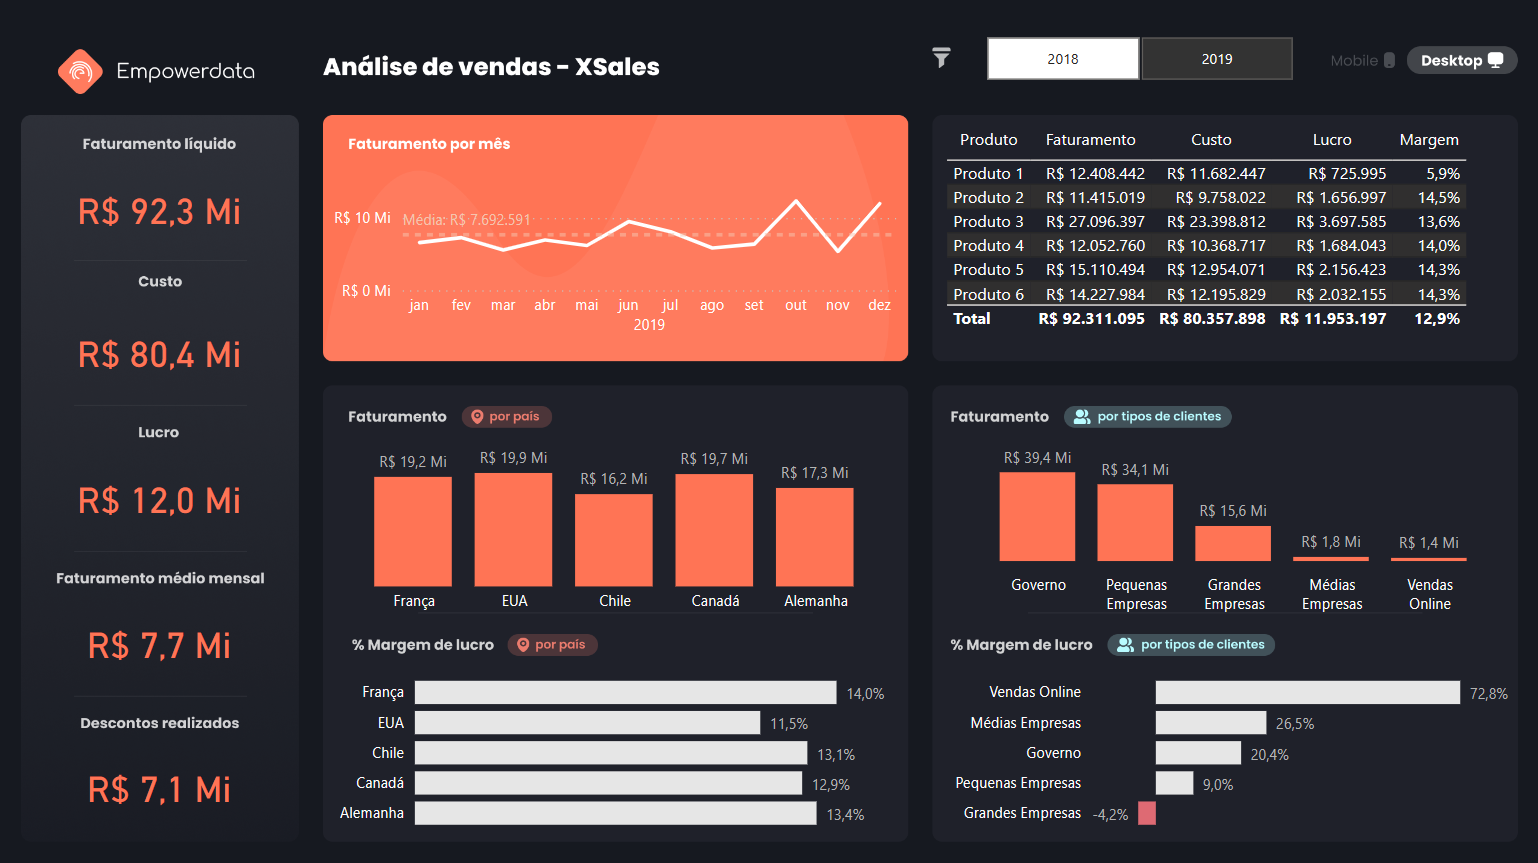 Empowerdata
Análise de vendas - XSales
2018
2019
Mobile
Desktop
Faturamento líquido
R$ 92,3 Mi
Custo
R$ 80,4 Mi
Lucro
R$ 12,0 Mi
Faturamento médio mensal
R$ 7,7 Mi
Descontos realizados
R$ 7,1 Mi
Faturamento por mês
R$ 10 Mi
Média: R$ 7.692.591
R$ 0 Mi
jan fev mar abr mai jun jul ago set out nov dez
2019
Produto Faturamento Custo Lucro Margem
Produto 1 R$ 12.408.442 R$ 11.682.447 R$ 725.995 5,9%
Produto 2 R$ 11.415.019 R$ 9.758.022 R$ 1.656.997 14,5%
Produto 3 R$ 27.096.397 R$ 23.398.812 R$ 3.697.585 13,6%
Produto 4 R$ 12.052.760 R$ 10.368.717 R$ 1.684.043 14,0%
Produto 5 R$ 15.110.494 R$ 12.954.071 R$ 2.156.423 14,3%
Produto 6 R$ 14.227.984 R$ 12.195.829 R$ 2.032.155 14,3%
Total R$ 92.311.095 R$ 80.357.898 R$ 11.953.197 12,9%
Faturamento por país
R$ 19,2 Mi R$ 19,9 Mi R$ 16,2 Mi R$ 19,7 Mi R$ 17,3 Mi
França EUA Chile Canadá Alemanha
% Margem de lucro por país
França 14,0%
EUA 11,5%
Chile 13,1%
Canadá 12,9%
Alemanha 13,4%
Faturamento por tipos de clientes
R$ 39,4 Mi R$ 34,1 Mi R$ 15,6 Mi R$ 1,8 Mi R$ 1,4 Mi
Governo Pequenas Grandes Médias Vendas
Empresas Empresas Empresas Online
% Margem de lucro por tipos de clientes
Vendas Online 72,8%
Médias Empresas 26,5%
Governo 20,4%
Pequenas Empresas 9,0%
Grandes Empresas -4,2%